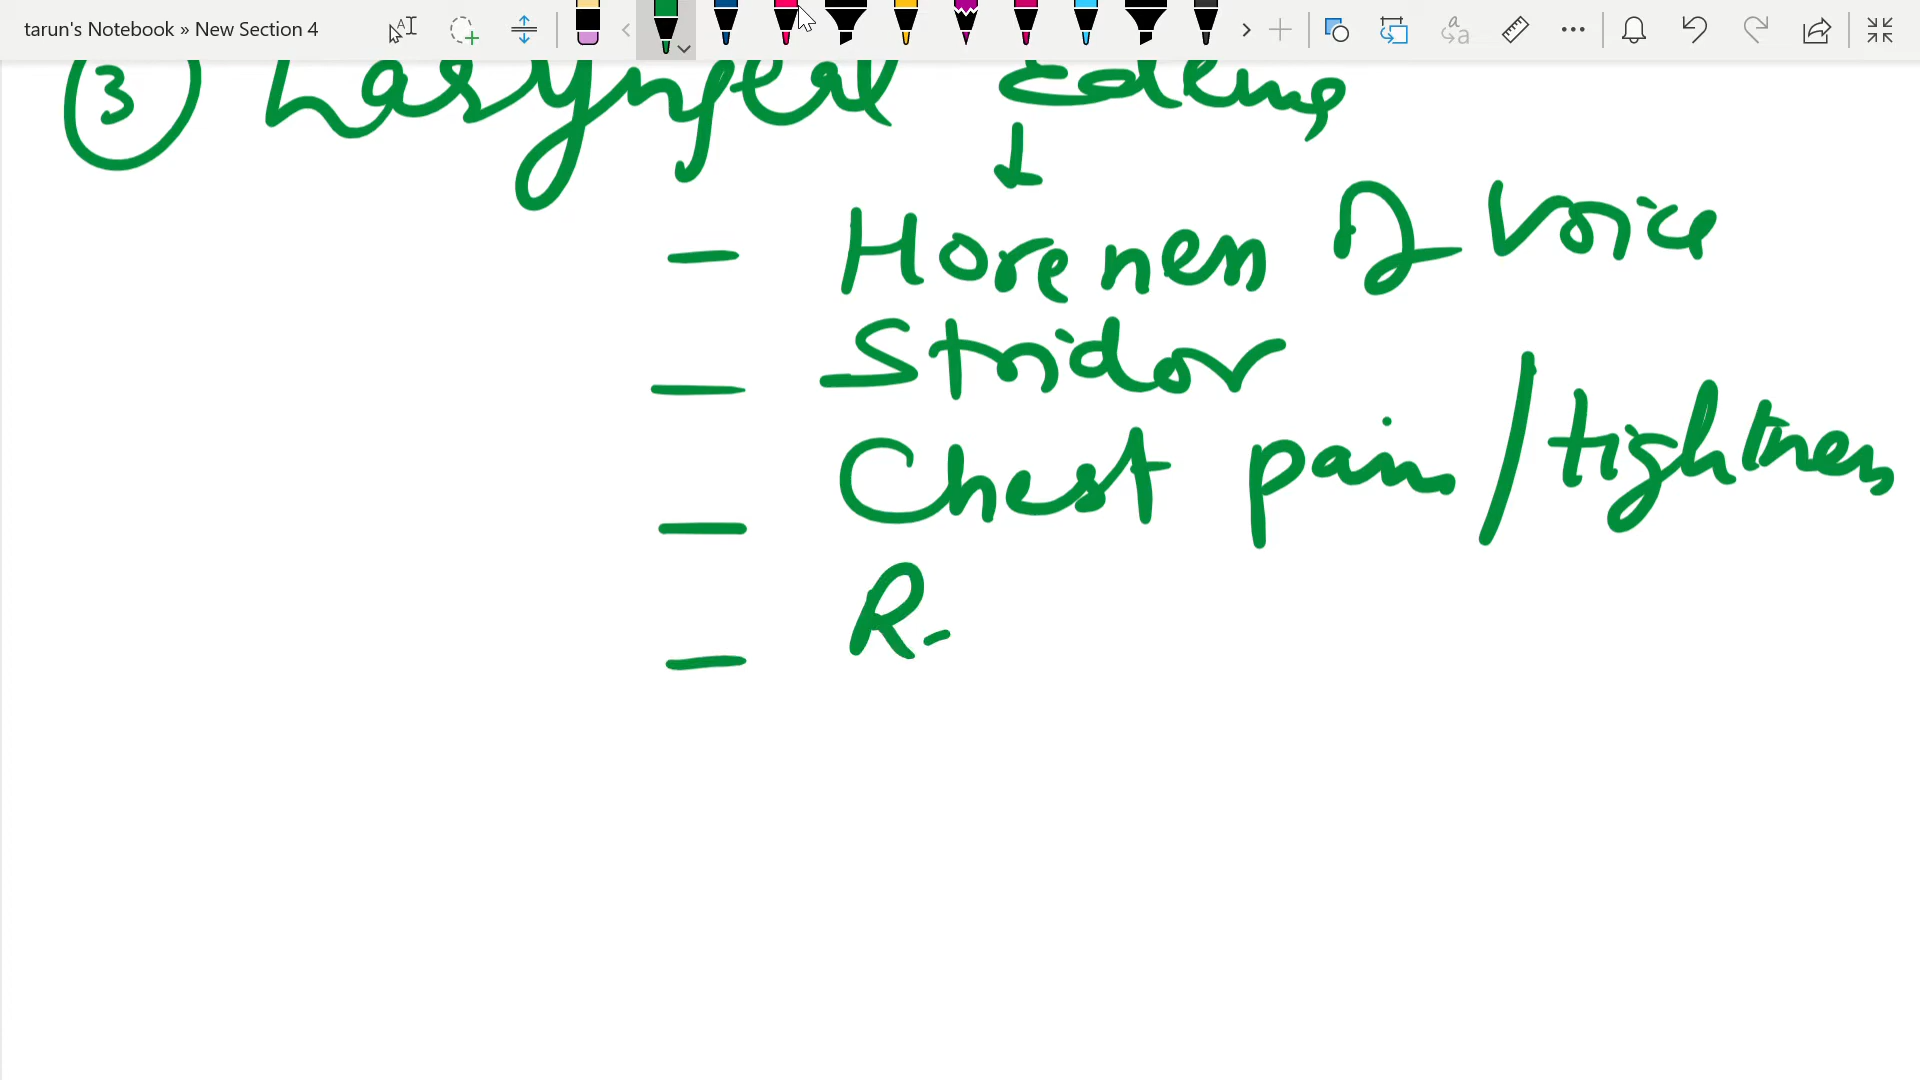 tarun's Notebook » New Section 4
③ Laryngeal Edema
↓
— Horeness of voice
— Stridor
— Chest pain / tightness
— R-